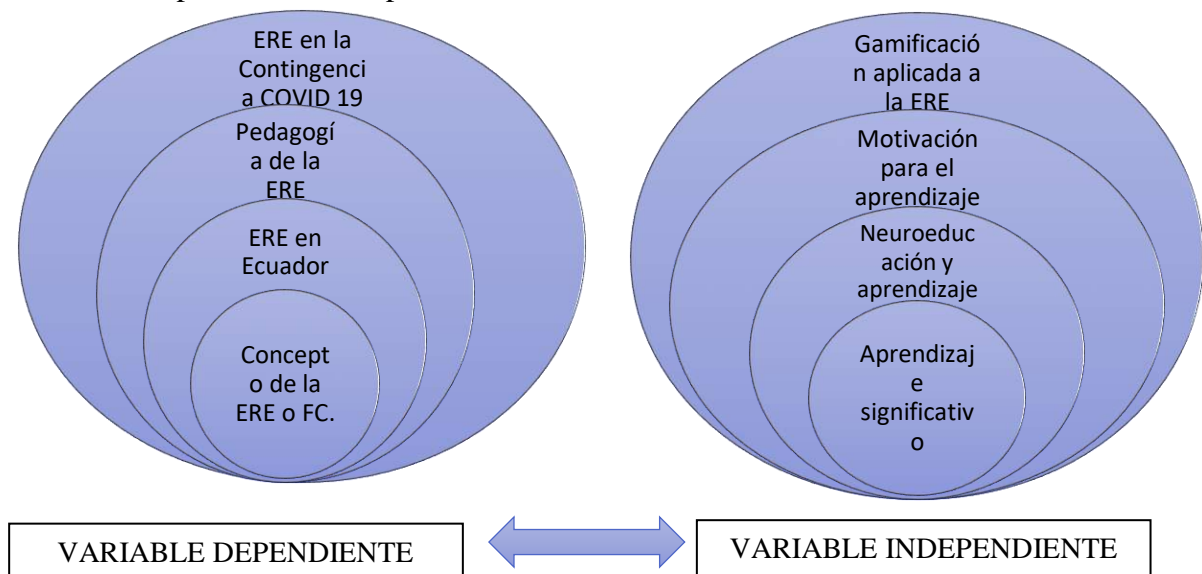 ERE en la
Contingenci
a COVID 19
Pedagogí
a de la
ERE
ERE en
Ecuador
Concept
o de la
ERE o FC.
Gamificació
n aplicada a
la ERE
Motivación
para el
aprendizaje
Neuroeduc
ación y
aprendizaje
Aprendizaj
e
significativ
o
VARIABLE DEPENDIENTE
VARIABLE INDEPENDIENTE